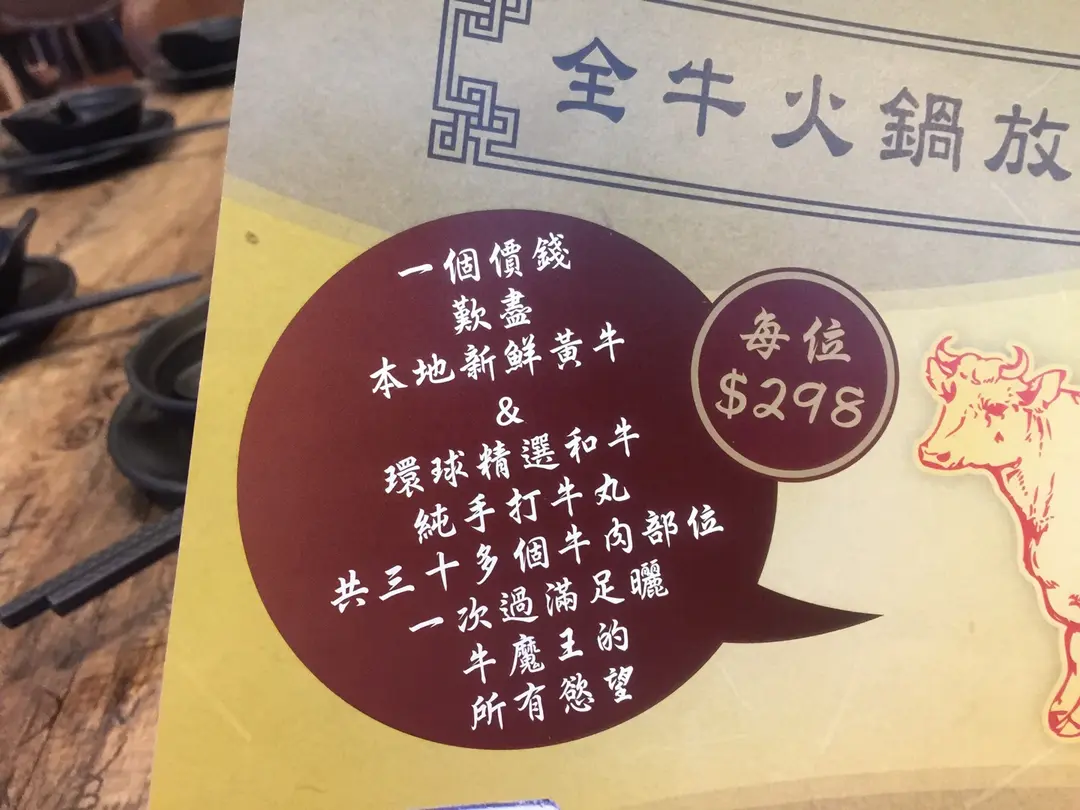 全牛火鍋放
一個價錢
歎盡
本地新鮮黃牛
&
環球精選和牛
純手打牛丸
共三十多個牛肉部位
一次過滿足曬
牛魔王的
所有慾望
每位
$298